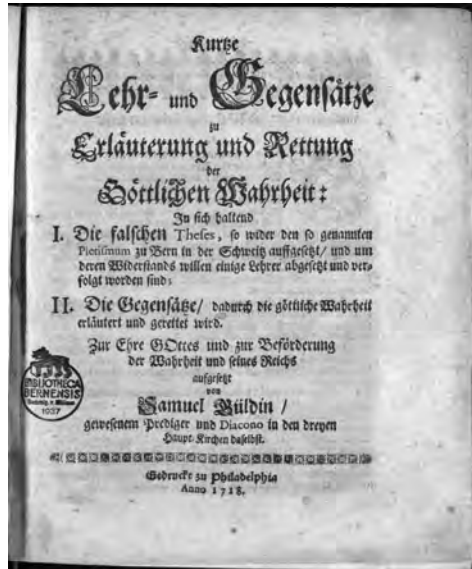 Kurtze
Lehr- und Gegensätze
zu
Erläuterung und Rettung
der
Göttlichen Wahrheit:
In sich haltend
I. Die falschen Theses, so wider den so genannten
Pietismum zu Bern in der Schweitz auffgesetzt/ und um
deren Widerstands willen einige Lehrer abgesetzt und ver-
folgt worden sind;
II. Die Gegensätze/ dadurch die göttliche Wahrheit
erläutert und gerettet wird.
Zur Ehre GOttes und zur Beförderung
der Wahrheit und seines Reichs
aufgesetzt
von
Samuel Güldin /
gewesenem Prediger und Diacono in den dreyen
Haupt-Kirchen daselbst.
Gedruckt zu Philadelphia
Anno 1718.
BIBLIOTHECA
BERNENSIS
1937